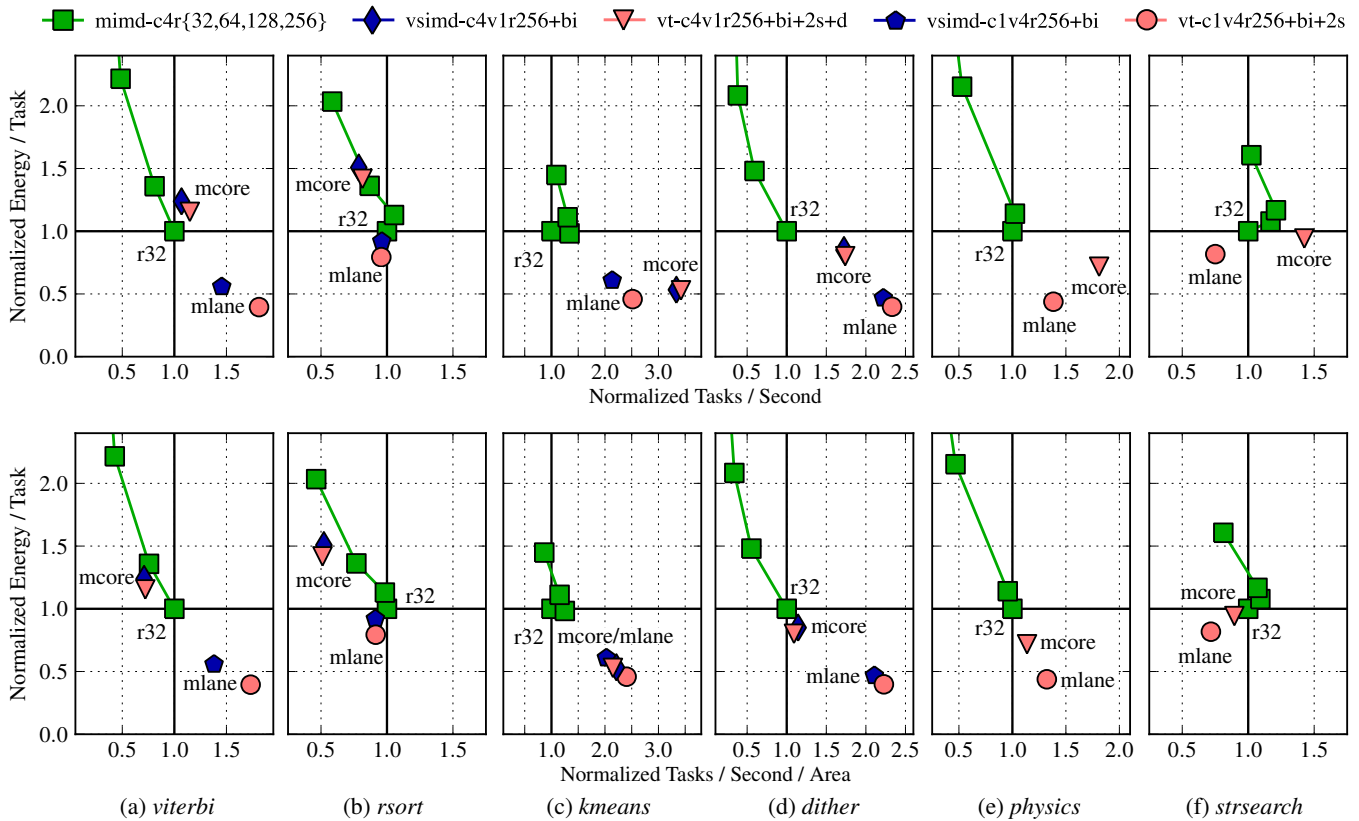 mimd-c4r{32,64,128,256} vsimd-c4v1r256+bi vt-c4v1r256+bi+2s+d vsimd-c1v4r256+bi vt-c1v4r256+bi+2s
Normalized Energy / Task
2.0
1.5
1.0
0.5
0.0
mcore
r32
mlane
0.5 1.0 1.5
mcore
r32
mlane
0.5 1.0 1.5
r32
mcore
mlane
1.0 2.0 3.0
r32
mcore
mlane
0.5 1.0 1.5 2.0 2.5
r32
mcore
mlane
0.5 1.0 1.5 2.0
r32
mlane
mcore
1.0 1.5
Normalized Tasks / Second
Normalized Energy / Task
2.0
1.5
1.0
0.5
0.0
mcore
r32
mlane
0.5 1.0 1.5
mcore
r32
mlane
0.5 1.0 1.5
r32
mcore/mlane
1.0 2.0 3.0
r32
mcore
mlane
0.5 1.0 1.5 2.0 2.5
r32
mcore
mlane
0.5 1.0 1.5 2.0
mcore
r32
mlane
1.0 1.5
Normalized Tasks / Second / Area
(a) viterbi (b) rsort (c) kmeans (d) dither (e) physics (f) strsearch